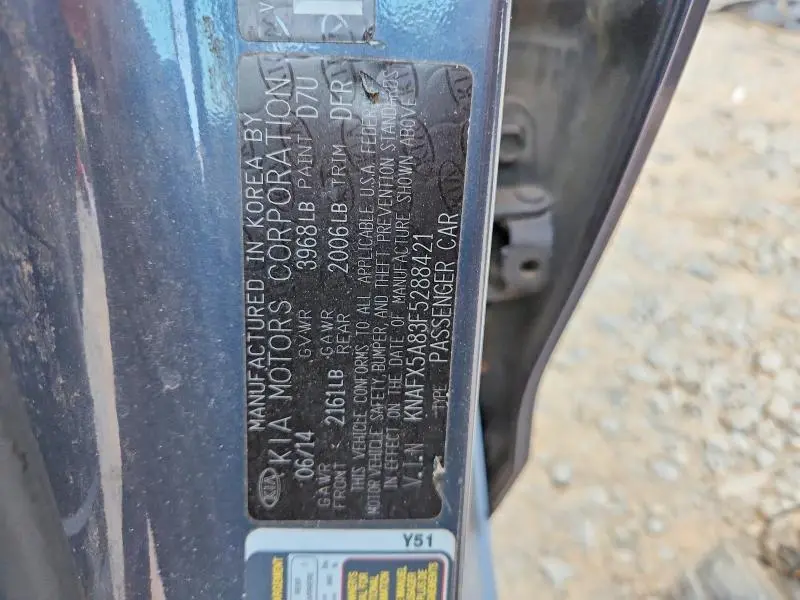 MANUFACTURED IN KOREA BY
KIA MOTORS CORPORATION
06/14 GVWR 3968LB PAINT D7U
GAWR FRONT 2161LB GAWR REAR 2006LB TRIM DFR
THIS VEHICLE CONFORMS TO ALL APPLICABLE U.S.A. FEDERAL
MOTOR VEHICLE SAFETY, BUMPER, AND THEFT PREVENTION STANDARDS
IN EFFECT ON THE DATE OF MANUFACTURE SHOWN ABOVE
V.I.N KNAFX5A83F5288421
TYPE PASSENGER CAR
KIA
Y51